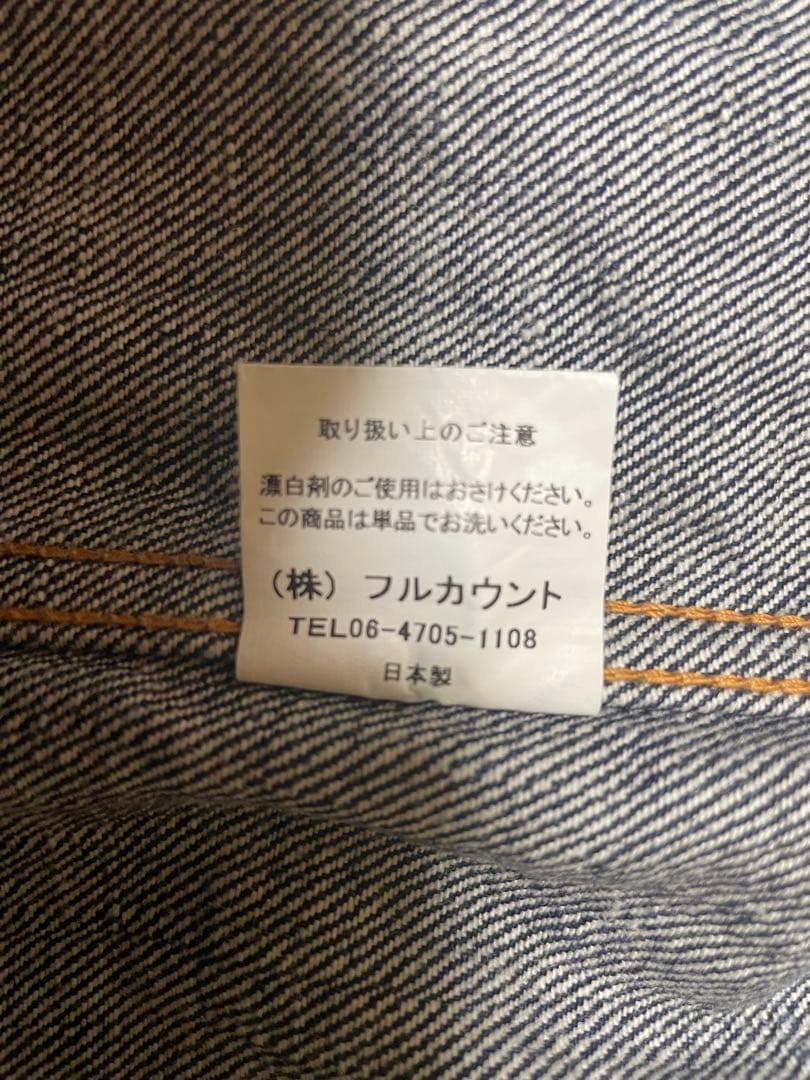 取り扱い上のご注意
漂白剤のご使用はおさけください。
この商品は単品でお洗いください。
(株) フルカウント
TEL06-4705-1108
日本製